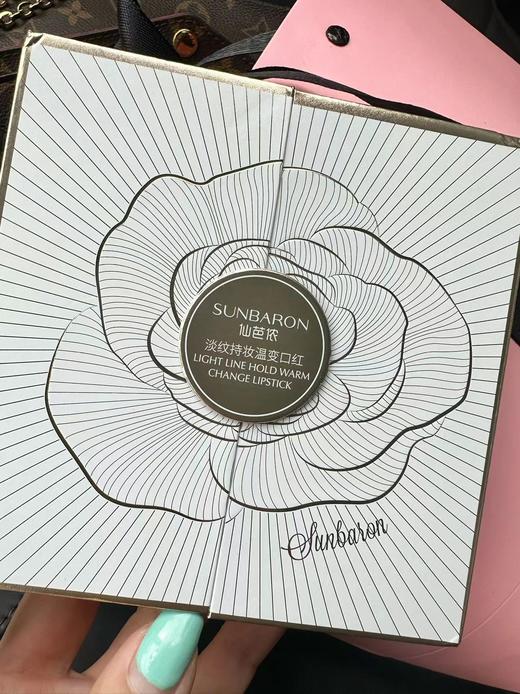 SUNBARON
仙芭侬
淡纹持妆温变口红
LIGHT LINE HOLD WARM
CHANGE LIPSTICK
Sunbaron